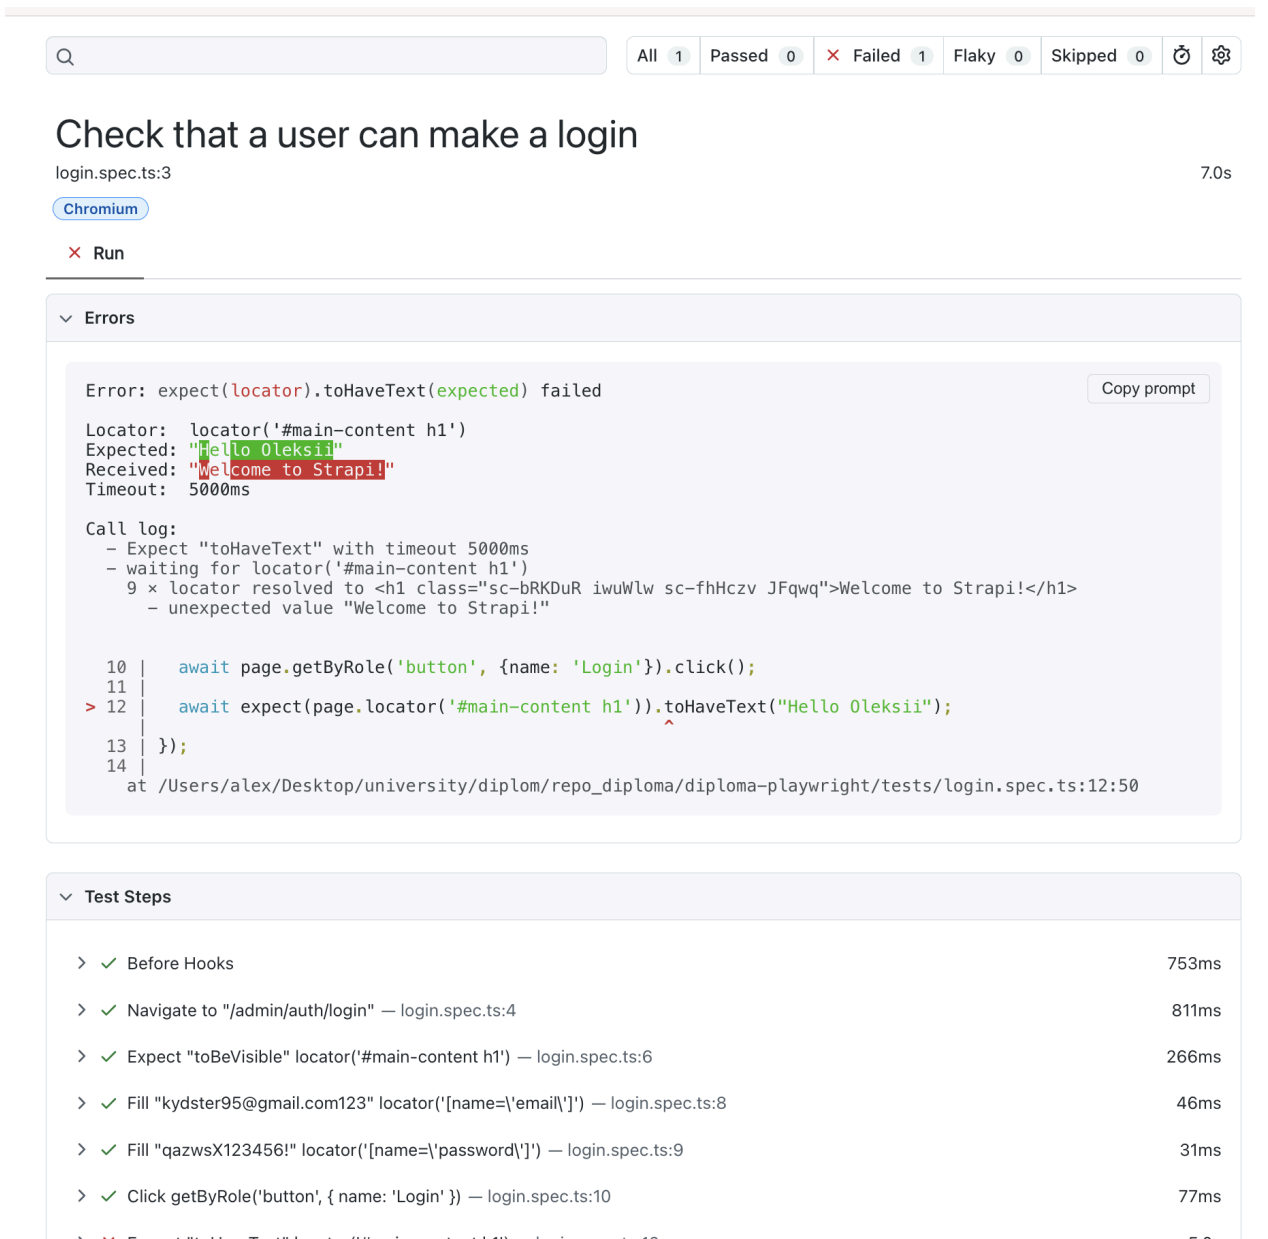 All 1 Passed 0 Failed 1 Flaky 0 Skipped 0
Check that a user can make a login
login.spec.ts:3 7.0s
Chromium
Run
Errors
Copy prompt
Error: expect(locator).toHaveText(expected) failed
Locator: locator('#main-content h1')
Expected: "Hello Oleksii"
Received: "Welcome to Strapi!"
Timeout: 5000ms
Call log:
– Expect "toHaveText" with timeout 5000ms
– waiting for locator('#main-content h1')
9 × locator resolved to <h1 class="sc-bRKDuR iwuWlw sc-fhHczv JFqwq">Welcome to Strapi!</h1>
– unexpected value "Welcome to Strapi!"
10 | await page.getByRole('button', {name: 'Login'}).click();
11 |
> 12 | await expect(page.locator('#main-content h1')).toHaveText("Hello Oleksii");
| ^
13 | });
14 |
at /Users/alex/Desktop/university/diplom/repo_diploma/diploma-playwright/tests/login.spec.ts:12:50
Test Steps
Before Hooks 753ms
Navigate to "/admin/auth/login" — login.spec.ts:4 811ms
Expect "toBeVisible" locator('#main-content h1') — login.spec.ts:6 266ms
Fill "kydster95@gmail.com123" locator('[name=\'email\']') — login.spec.ts:8 46ms
Fill "qazwsX123456!" locator('[name=\'password\']') — login.spec.ts:9 31ms
Click getByRole('button', { name: 'Login' }) — login.spec.ts:10 77ms